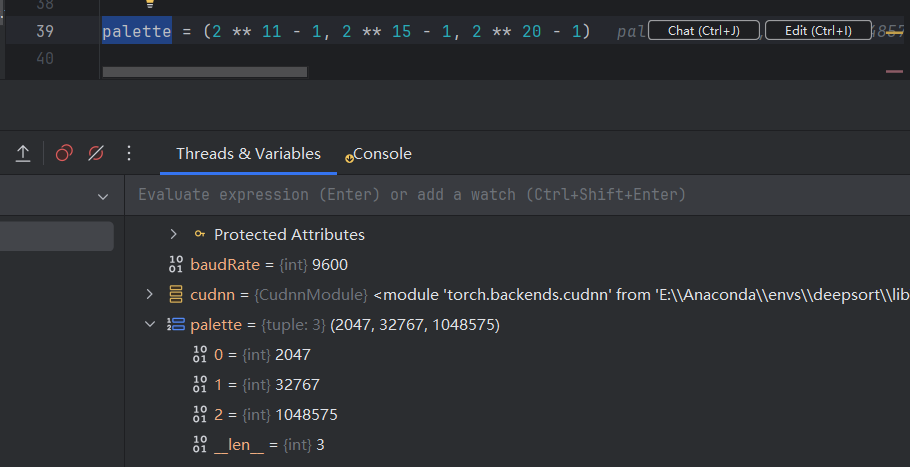 38
39 palette = (2 ** 11 - 1, 2 ** 15 - 1, 2 ** 20 - 1) pal Chat (Ctrl+J) Edit (Ctrl+I)
40
Threads & Variables Console
Evaluate expression (Enter) or add a watch (Ctrl+Shift+Enter)
Protected Attributes
baudRate = {int} 9600
cudnn = {CudnnModule} <module 'torch.backends.cudnn' from 'E:\\Anaconda\\envs\\deepsort\\lib
palette = {tuple: 3} (2047, 32767, 1048575)
0 = {int} 2047
1 = {int} 32767
2 = {int} 1048575
__len__ = {int} 3